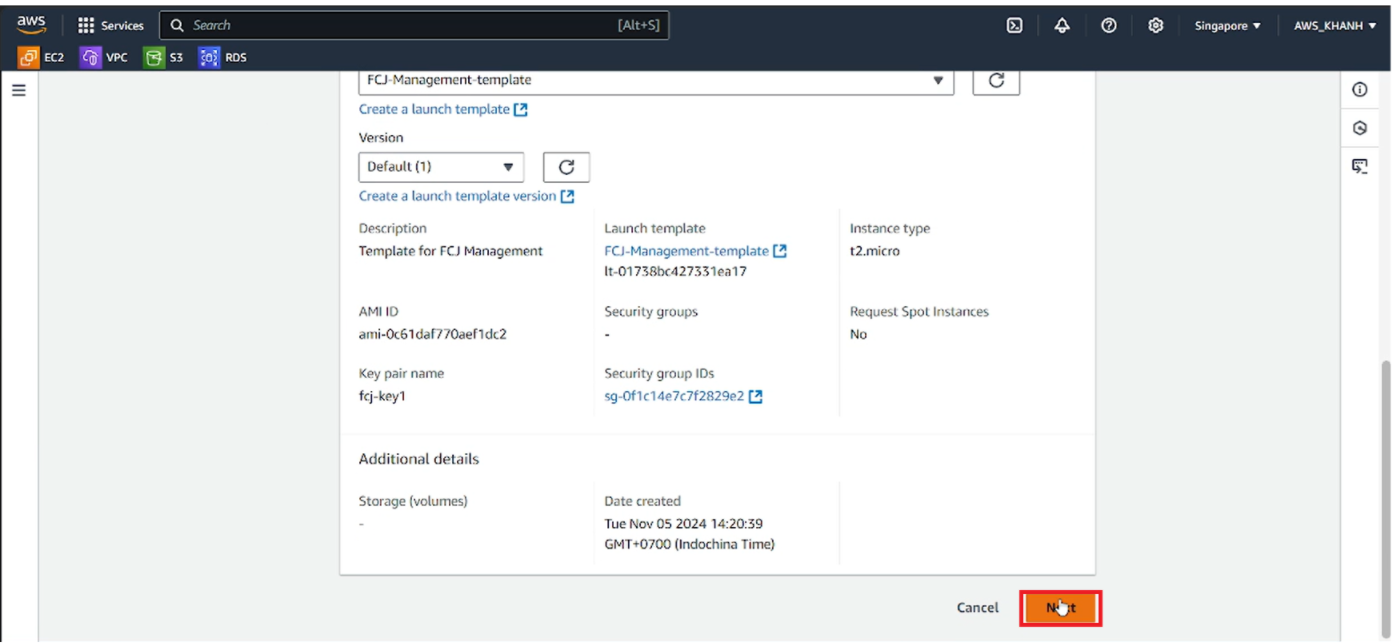 aws Services Search [Alt+S] Singapore AWS_KHANH
EC2 VPC S3 RDS
FCJ-Management-template
Create a launch template
Version
Default (1)
Create a launch template version
Description
Template for FCJ Management
Launch template
FCJ-Management-template
lt-01738bc427331ea17
Instance type
t2.micro
AMI ID
ami-0c61daf770aef1dc2
Security groups
-
Request Spot Instances
No
Key pair name
fcj-key1
Security group IDs
sg-0f1c14e7c7f2829e2
Additional details
Storage (volumes)
-
Date created
Tue Nov 05 2024 14:20:39
GMT+0700 (Indochina Time)
Cancel Next